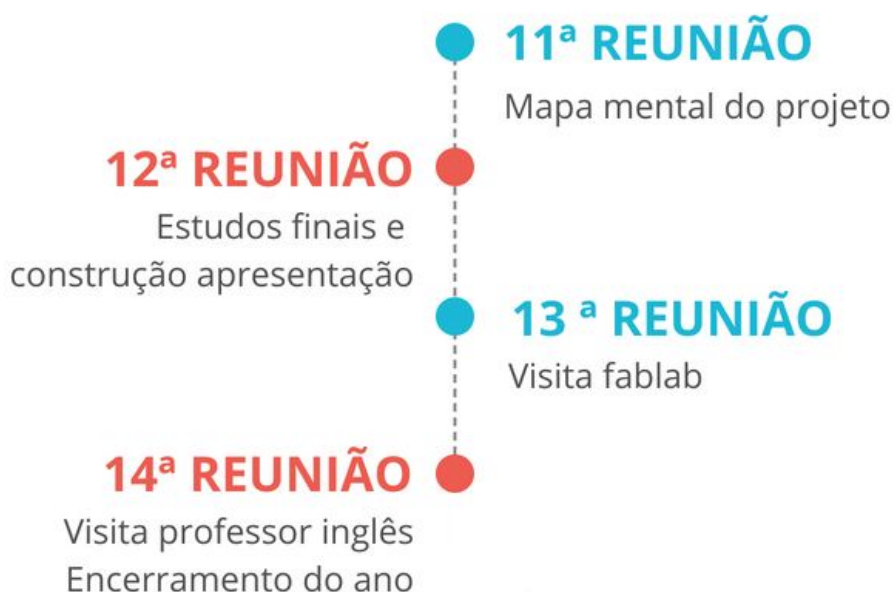 11ª REUNIÃO
Mapa mental do projeto
12ª REUNIÃO
Estudos finais e
construção apresentação
13 ª REUNIÃO
Visita fablab
14ª REUNIÃO
Visita professor inglês
Encerramento do ano